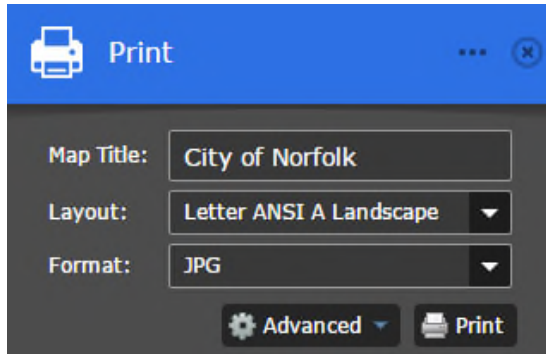 Print
Map Title: City of Norfolk
Layout: Letter ANSI A Landscape
Format: JPG
Advanced Print